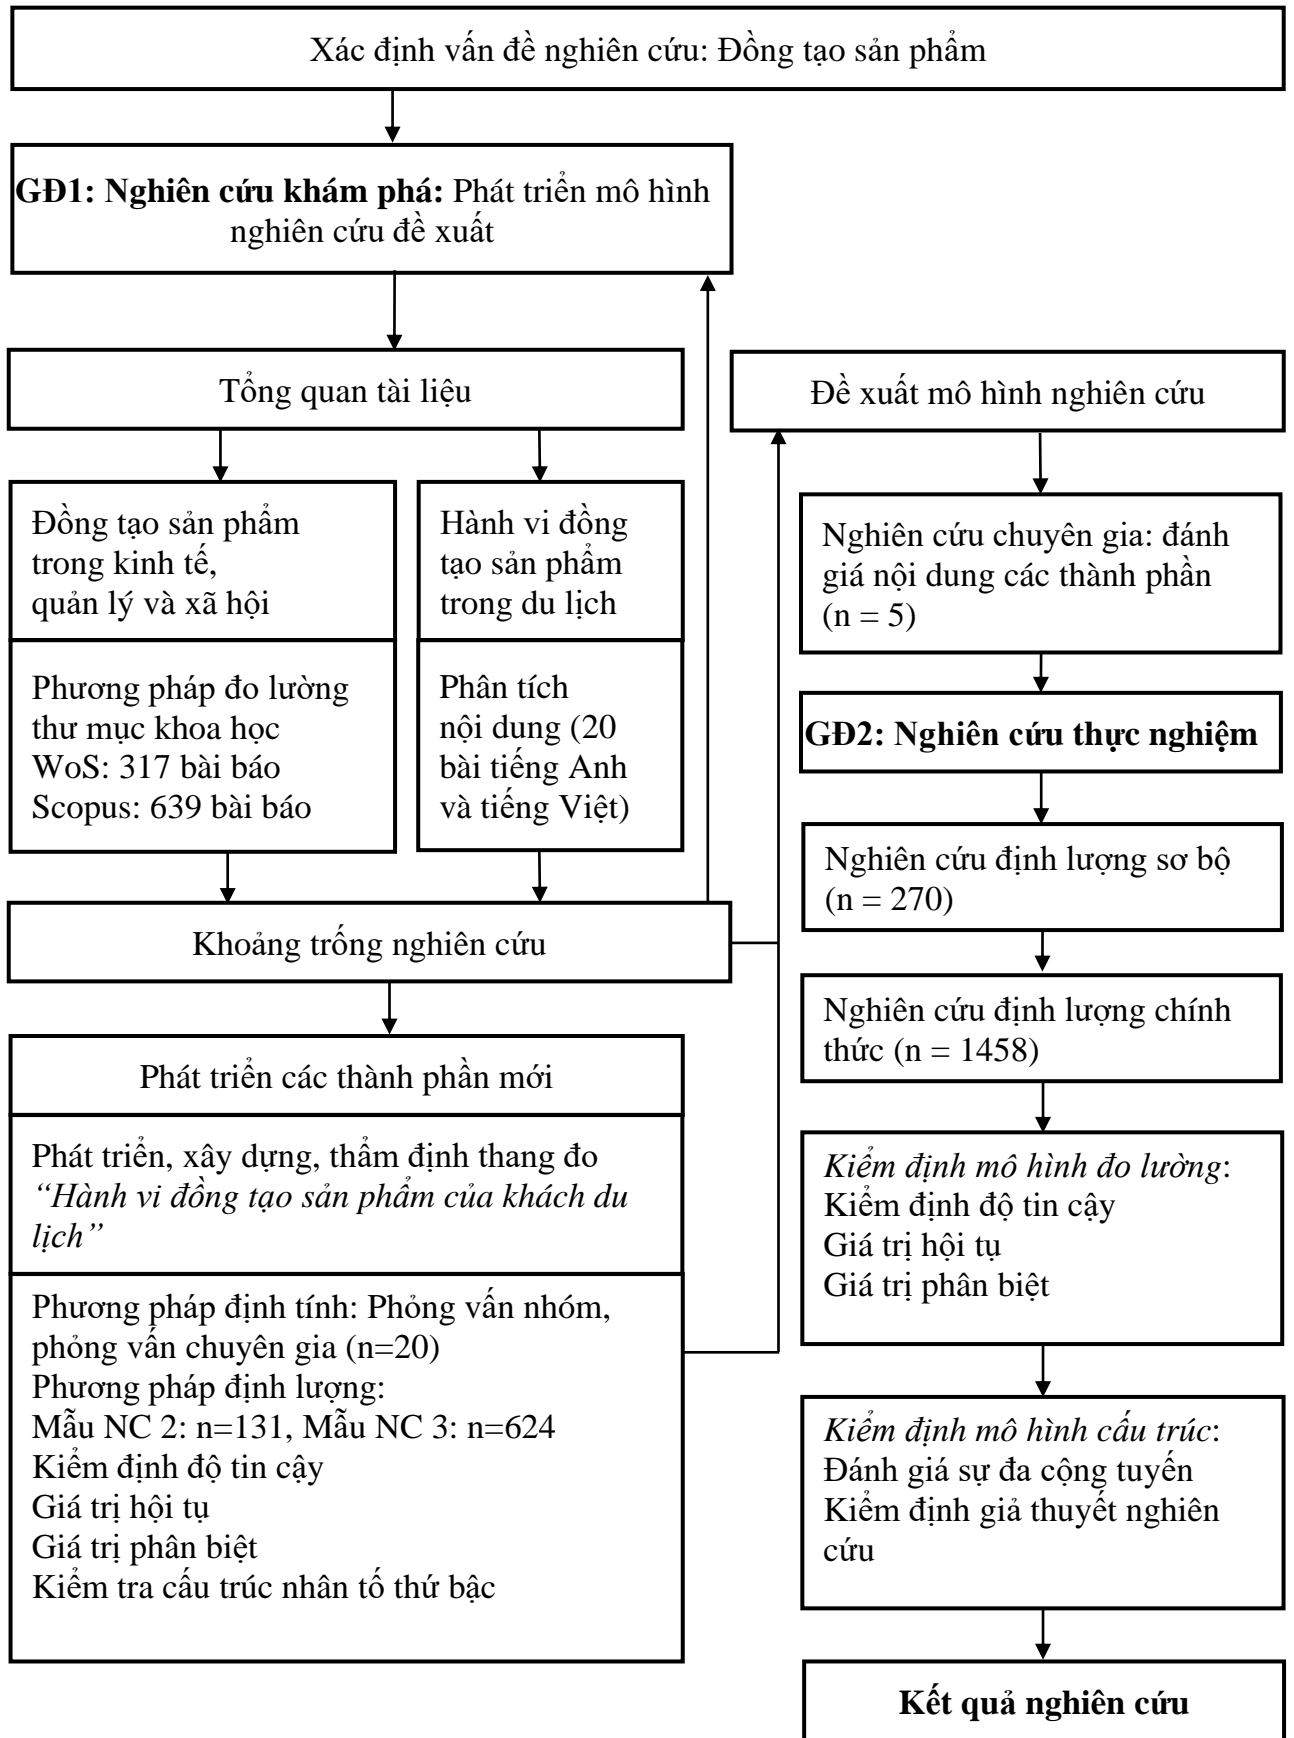 Xác định vấn đề nghiên cứu: Đồng tạo sản phẩm
GĐ1: Nghiên cứu khám phá: Phát triển mô hình
nghiên cứu đề xuất
Tổng quan tài liệu
Đồng tạo sản phẩm
trong kinh tế,
quản lý và xã hội
Hành vi đồng
tạo sản phẩm
trong du lịch
Phương pháp đo lường
thư mục khoa học
WoS: 317 bài báo
Scopus: 639 bài báo
Phân tích
nội dung (20
bài tiếng Anh
và tiếng Việt)
Khoảng trống nghiên cứu
Phát triển các thành phần mới
Phát triển, xây dựng, thẩm định thang đo
“Hành vi đồng tạo sản phẩm của khách du
lịch”
Phương pháp định tính: Phỏng vấn nhóm,
phỏng vấn chuyên gia (n=20)
Phương pháp định lượng:
Mẫu NC 2: n=131, Mẫu NC 3: n=624
Kiểm định độ tin cậy
Giá trị hội tụ
Giá trị phân biệt
Kiểm tra cấu trúc nhân tố thứ bậc
Đề xuất mô hình nghiên cứu
Nghiên cứu chuyên gia: đánh
giá nội dung các thành phần
(n = 5)
GĐ2: Nghiên cứu thực nghiệm
Nghiên cứu định lượng sơ bộ
(n = 270)
Nghiên cứu định lượng chính
thức (n = 1458)
Kiểm định mô hình đo lường:
Kiểm định độ tin cậy
Giá trị hội tụ
Giá trị phân biệt
Kiểm định mô hình cấu trúc:
Đánh giá sự đa cộng tuyến
Kiểm định giả thuyết nghiên
cứu
Kết quả nghiên cứu